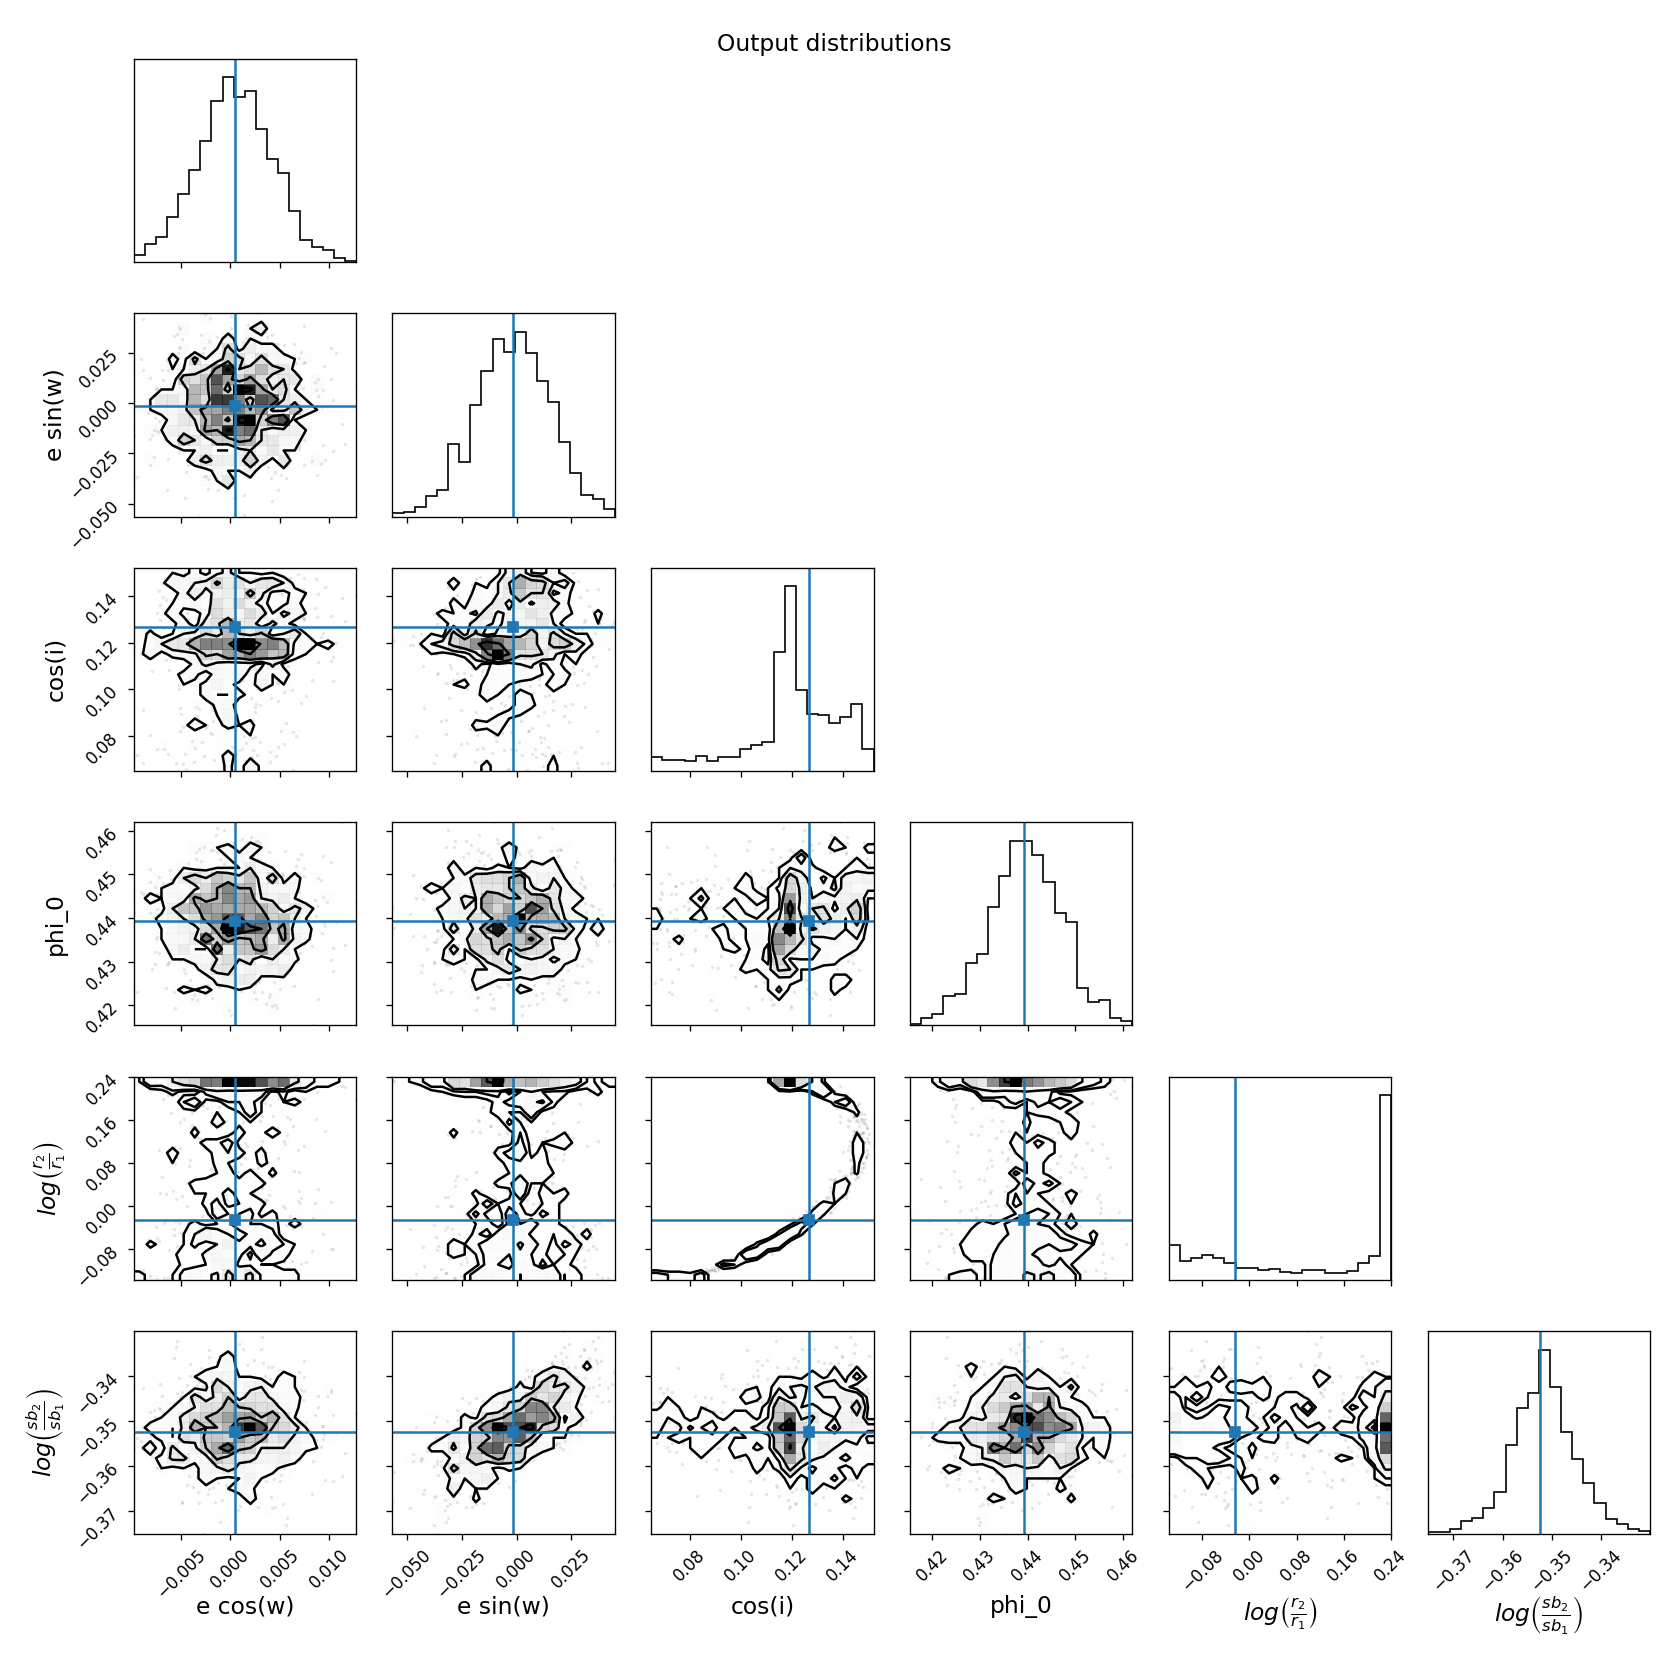 Output distributions
e sin(w)
0.025
0.000
−0.025
−0.050
cos(i)
0.14
0.12
0.10
0.08
phi_0
0.46
0.45
0.44
0.43
0.42
log(r₂/r₁)
0.24
0.16
0.08
0.00
−0.08
log(sb₂/sb₁)
−0.34
−0.35
−0.36
−0.37
−0.005 0.000 0.005 0.010
−0.050 −0.025 0.000 0.025
0.08 0.10 0.12 0.14
0.42 0.43 0.44 0.45 0.46
−0.08 0.00 0.08 0.16 0.24
−0.37 −0.36 −0.35 −0.34
e cos(w) e sin(w) cos(i) phi_0 log(r₂/r₁) log(sb₂/sb₁)